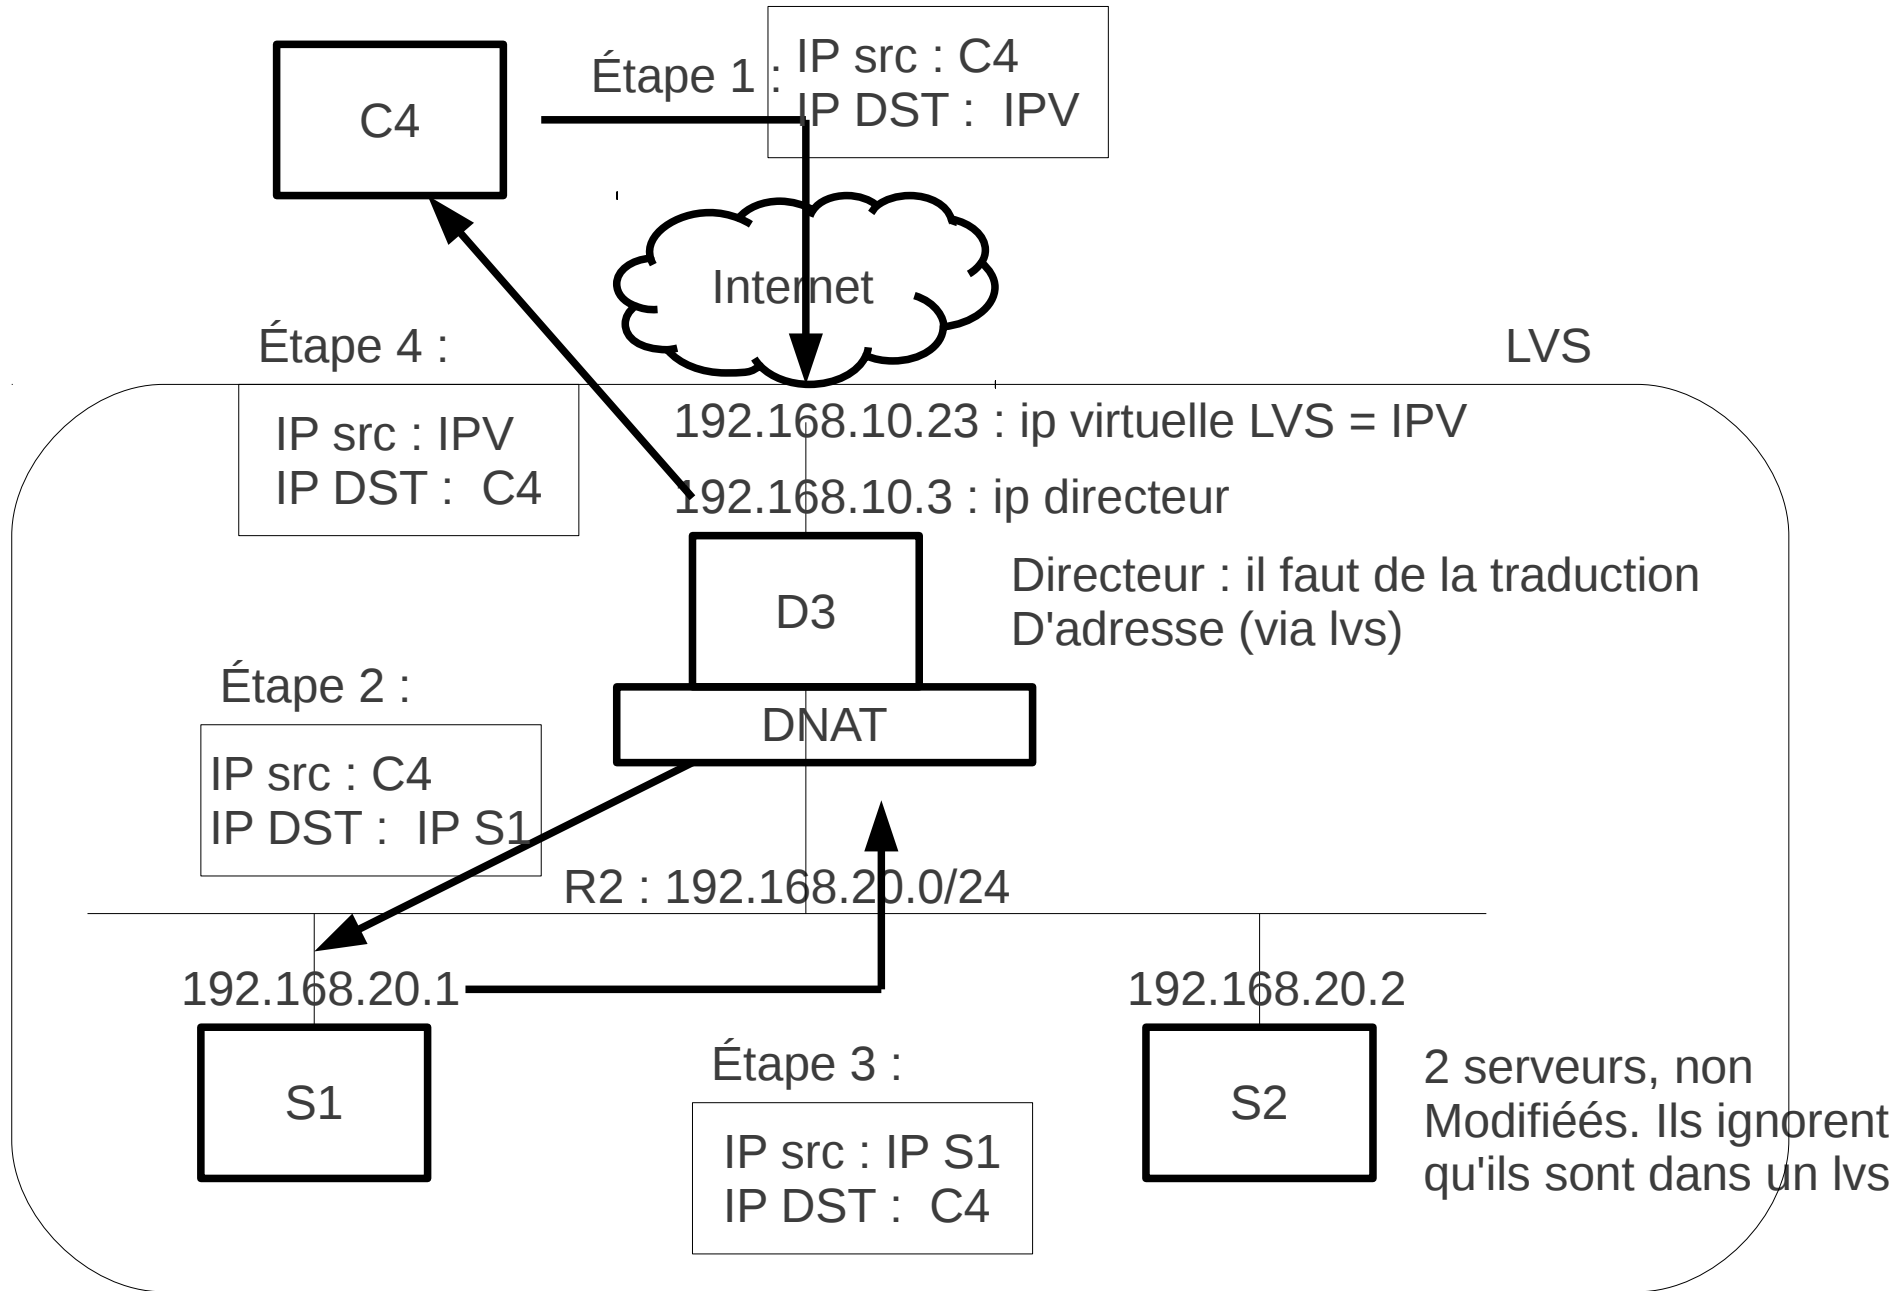 C4
Étape 1 :
IP src : C4
IP DST :  IPV
Internet
Étape 4 :
LVS
IP src : IPV
IP DST :  C4
192.168.10.23 : ip virtuelle LVS = IPV
192.168.10.3 : ip directeur
D3
Directeur : il faut de la traduction
D'adresse (via lvs)
DNAT
Étape 2 :
IP src : C4
IP DST :  IP S1
R2 : 192.168.20.0/24
192.168.20.1
192.168.20.2
S1
Étape 3 :
IP src : IP S1
IP DST :  C4
S2
2 serveurs, non
Modifiéés. Ils ignorent
qu'ils sont dans un lvs